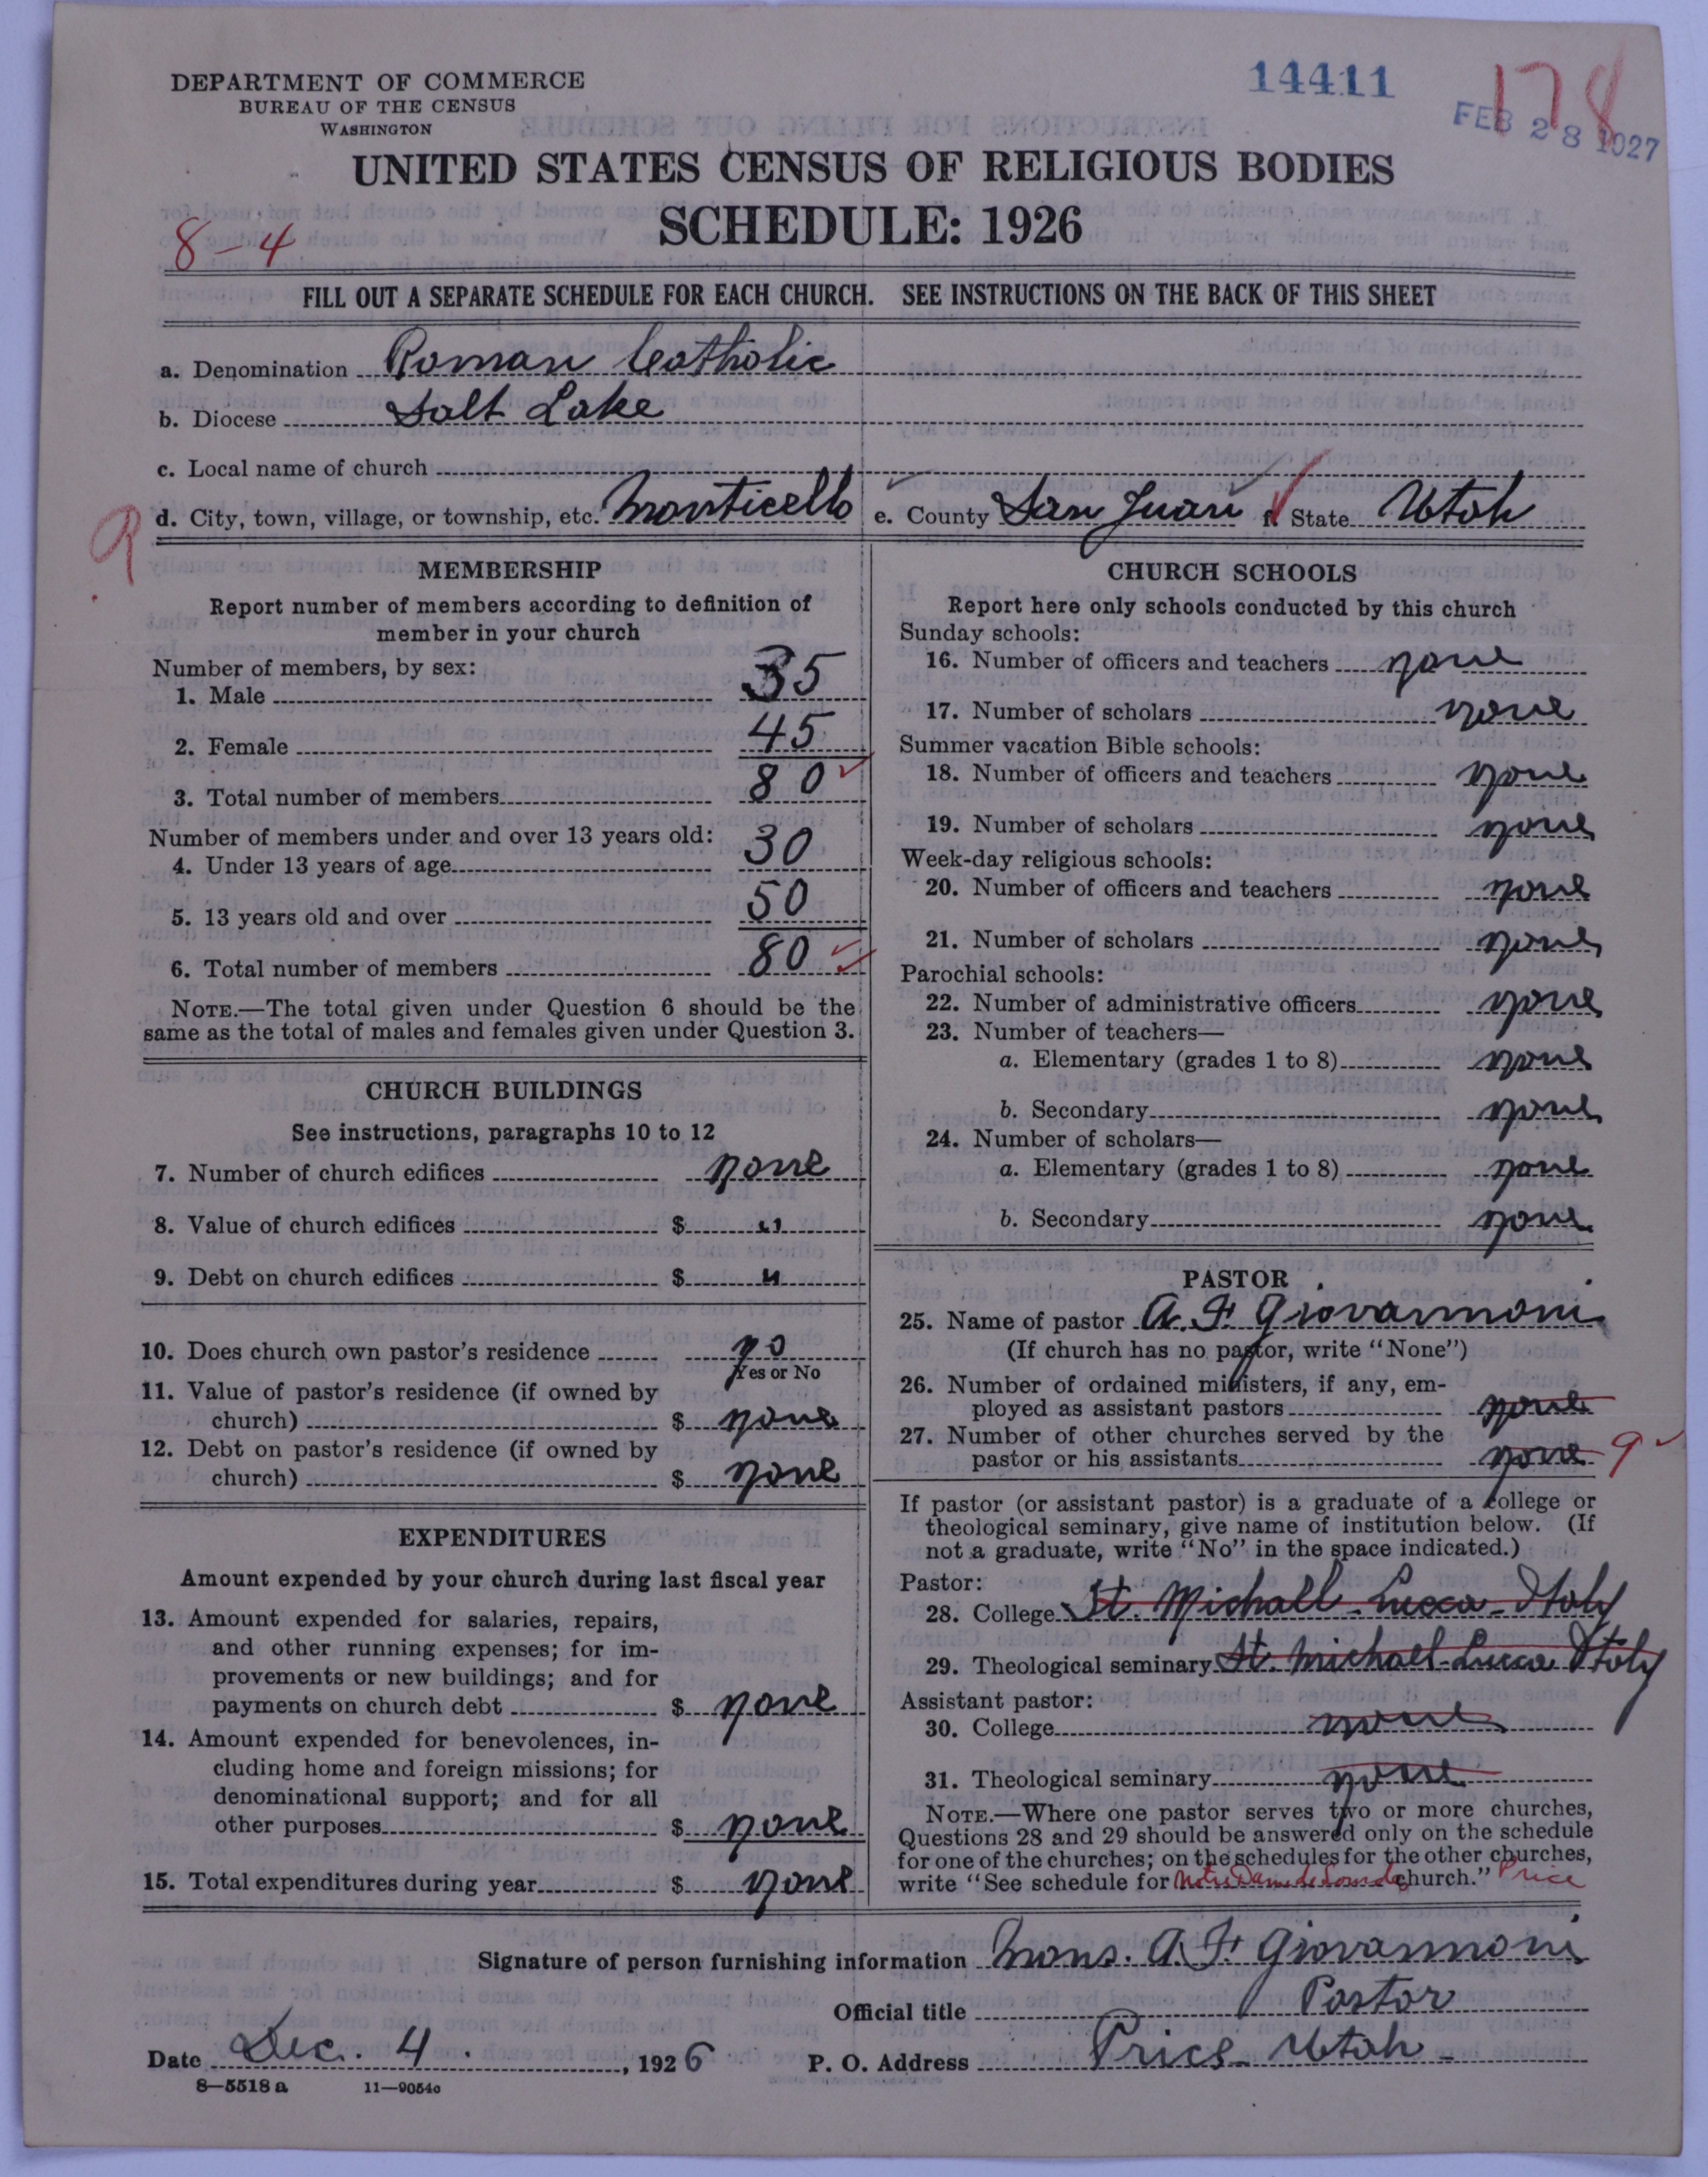 DEPARTMENT OF COMMERCE
BUREAU OF THE CENSUS
WASHINGTON
14411
178
FEB 28 1927
UNITED STATES CENSUS OF RELIGIOUS BODIES
SCHEDULE: 1926
8-4
FILL OUT A SEPARATE SCHEDULE FOR EACH CHURCH. SEE INSTRUCTIONS ON THE BACK OF THIS SHEET
a. Denomination Roman Catholic
b. Diocese Salt Lake
c. Local name of church
9
d. City, town, village, or township, etc. Monticello e. County San Juan f. State Utah
MEMBERSHIP
Report number of members according to definition of
member in your church
Number of members, by sex:
1. Male 35
2. Female 45
3. Total number of members 80
Number of members under and over 13 years old:
4. Under 13 years of age 30
5. 13 years old and over 50
6. Total number of members 80
NOTE.—The total given under Question 6 should be the
same as the total of males and females given under Question 3.
CHURCH BUILDINGS
See instructions, paragraphs 10 to 12
7. Number of church edifices none
8. Value of church edifices $ "
9. Debt on church edifices $ "
10. Does church own pastor's residence no
Yes or No
11. Value of pastor's residence (if owned by
church) $ none
12. Debt on pastor's residence (if owned by
church) $ none
EXPENDITURES
Amount expended by your church during last fiscal year
13. Amount expended for salaries, repairs,
and other running expenses; for im-
provements or new buildings; and for
payments on church debt $ none
14. Amount expended for benevolences, in-
cluding home and foreign missions; for
denominational support; and for all
other purposes $ none
15. Total expenditures during year $ none
CHURCH SCHOOLS
Report here only schools conducted by this church
Sunday schools:
16. Number of officers and teachers none
17. Number of scholars none
Summer vacation Bible schools:
18. Number of officers and teachers none
19. Number of scholars none
Week-day religious schools:
20. Number of officers and teachers none
21. Number of scholars none
Parochial schools:
22. Number of administrative officers none
23. Number of teachers—
a. Elementary (grades 1 to 8) none
b. Secondary none
24. Number of scholars—
a. Elementary (grades 1 to 8) none
b. Secondary none
PASTOR
25. Name of pastor A. F. Giovannoni
(If church has no pastor, write "None")
26. Number of ordained ministers, if any, em-
ployed as assistant pastors none
27. Number of other churches served by the
pastor or his assistants none 9
If pastor (or assistant pastor) is a graduate of a college or
theological seminary, give name of institution below. (If
not a graduate, write "No" in the space indicated.)
Pastor:
28. College St. Michall-Lucca-Italy
29. Theological seminary St. Michall-Lucca Italy
Assistant pastor:
30. College none
31. Theological seminary none
NOTE.—Where one pastor serves two or more churches,
Questions 28 and 29 should be answered only on the schedule
for one of the churches; on the schedules for the other churches,
write "See schedule for Notre Dame de Lourdes church." Price
Signature of person furnishing information Mons. A. F. Giovannoni
Official title Pastor
Date Dec. 4., 1926 P. O. Address Price - Utah -
8—5518 a 11—9054o